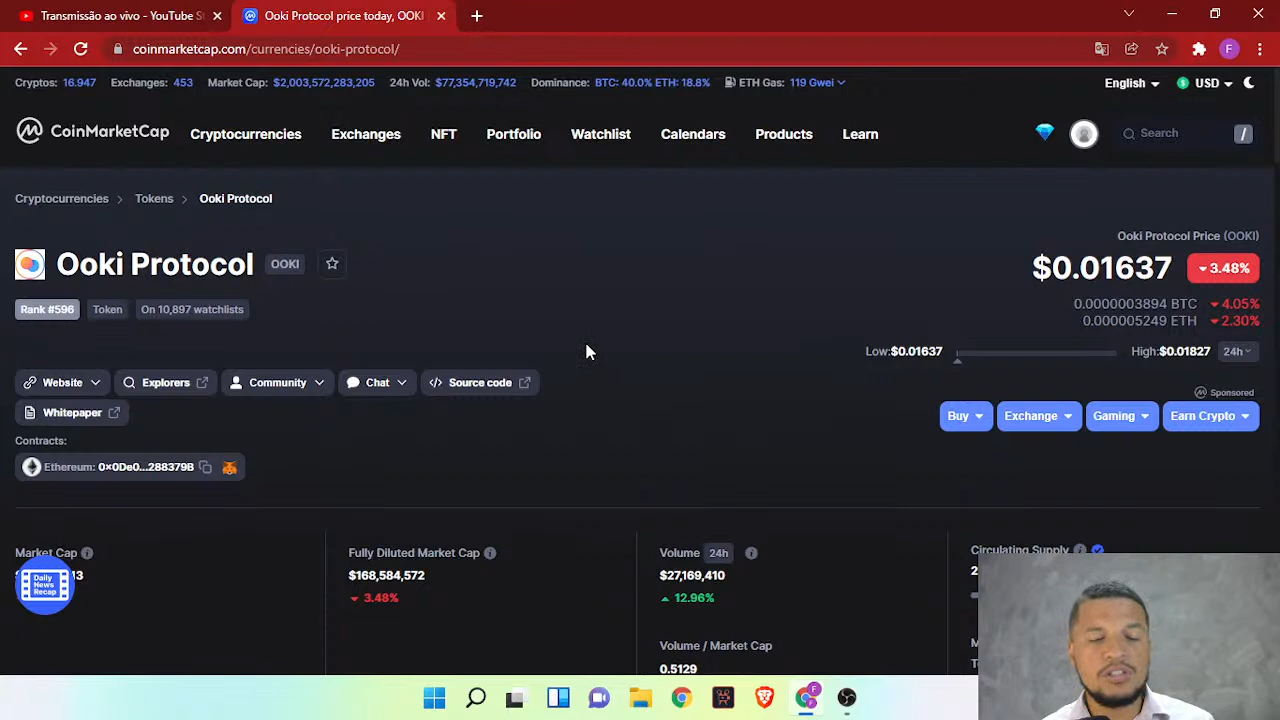 Transmissão ao vivo - YouTube St
Ooki Protocol price today, OOKI
coinmarketcap.com/currencies/ooki-protocol/
F
Cryptos: 16.947 Exchanges: 453 Market Cap: $2,003,572,283,205 24h Vol: $77,354,719,742 Dominance: BTC: 40.0% ETH: 18.8% ETH Gas: 119 Gwei English USD
CoinMarketCap Cryptocurrencies Exchanges NFT Portfolio Watchlist Calendars Products Learn Search /
Cryptocurrencies > Tokens > Ooki Protocol
Ooki Protocol Price (OOKI)
Ooki Protocol OOKI
$0.01637 3.48%
Rank #596 Token On 10,897 watchlists
0.0000003894 BTC 4.05%
0.000005249 ETH 2.30%
Low:$0.01637 High:$0.01827 24h
Website Explorers Community Chat Source code
Sponsored
Whitepaper
Buy Exchange Gaming Earn Crypto
Contracts:
Ethereum: 0x0De0...288379B
Market Cap
Fully Diluted Market Cap
Volume 24h
Circulating Supply
Daily News Recap
$168,584,572
$27,169,410
3.48%
12.96%
Volume / Market Cap
0.5129